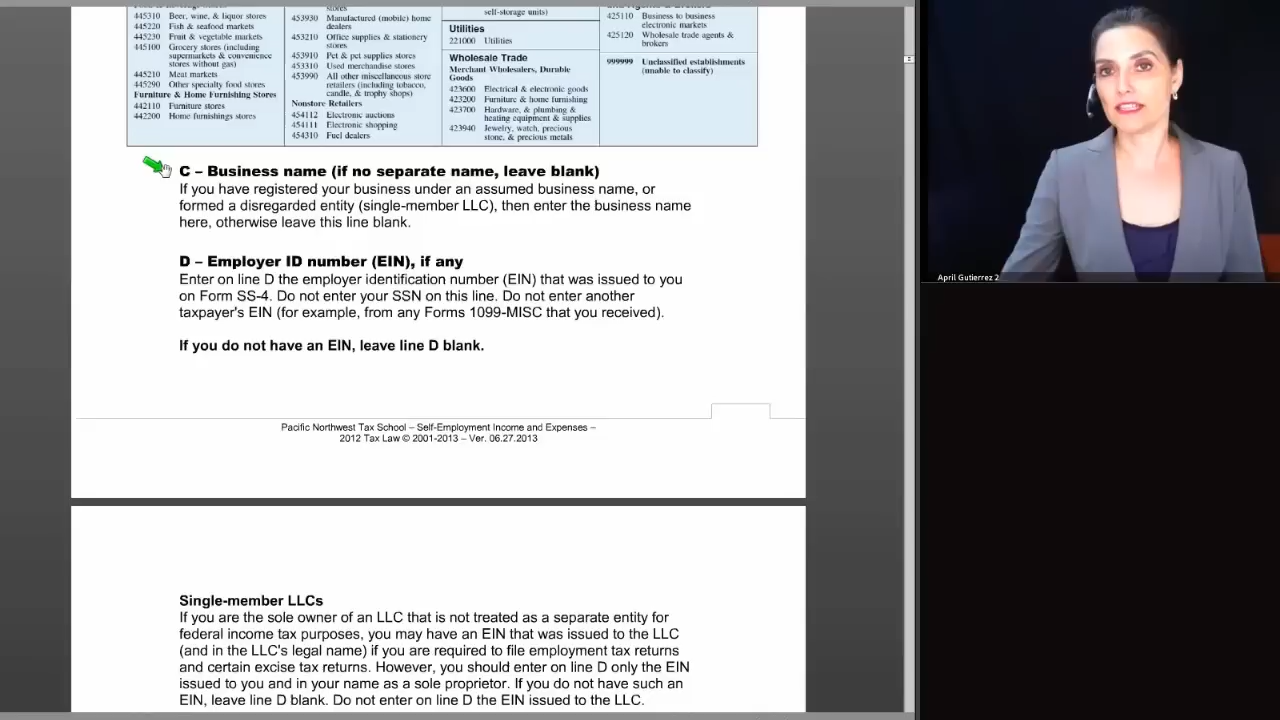 445310 Beer, wine, & liquor stores
445220 Fish & seafood markets
445230 Fruit & vegetable markets
445100 Grocery stores (including
supermarkets & convenience
stores without gas)
445210 Meat markets
445290 Other specialty food stores
Furniture & Home Furnishing Stores
442110 Furniture stores
442200 Home furnishings stores
stores
453930 Manufactured (mobile) home
dealers
453210 Office supplies & stationery
stores
453910 Pet & pet supplies stores
453310 Used merchandise stores
453990 All other miscellaneous store
retailers (including tobacco,
candle, & trophy shops)
Nonstore Retailers
454112 Electronic auctions
454111 Electronic shopping
454310 Fuel dealers
self-storage units)
Utilities
221000 Utilities
Wholesale Trade
Merchant Wholesalers, Durable
Goods
423600 Electrical & electronic goods
423200 Furniture & home furnishing
423700 Hardware, & plumbing &
heating equipment & supplies
423940 Jewelry, watch, precious
stone, & precious metals
425110 Business to business
electronic markets
425120 Wholesale trade agents &
brokers
999999 Unclassified establishments
(unable to classify)
C – Business name (if no separate name, leave blank)
If you have registered your business under an assumed business name, or
formed a disregarded entity (single-member LLC), then enter the business name
here, otherwise leave this line blank.
D – Employer ID number (EIN), if any
Enter on line D the employer identification number (EIN) that was issued to you
on Form SS-4. Do not enter your SSN on this line. Do not enter another
taxpayer's EIN (for example, from any Forms 1099-MISC that you received).
If you do not have an EIN, leave line D blank.
Pacific Northwest Tax School – Self-Employment Income and Expenses –
2012 Tax Law © 2001-2013 – Ver. 06.27.2013
Single-member LLCs
If you are the sole owner of an LLC that is not treated as a separate entity for
federal income tax purposes, you may have an EIN that was issued to the LLC
(and in the LLC's legal name) if you are required to file employment tax returns
and certain excise tax returns. However, you should enter on line D only the EIN
issued to you and in your name as a sole proprietor. If you do not have such an
EIN, leave line D blank. Do not enter on line D the EIN issued to the LLC.
April Gutierrez 2